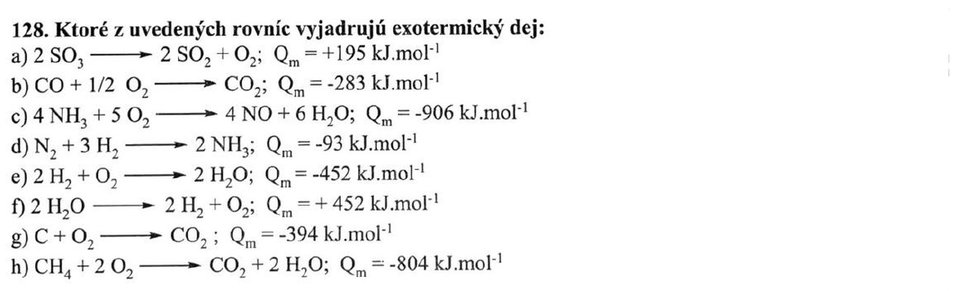 128. Ktoré z uvedených rovníc vyjadrujú exotermický dej:
a) 2 SO₃ ⟶ 2 SO₂ + O₂; Qₘ = +195 kJ.mol⁻¹
b) CO + 1/2 O₂ ⟶ CO₂; Qₘ = -283 kJ.mol⁻¹
c) 4 NH₃ + 5 O₂ ⟶ 4 NO + 6 H₂O; Qₘ = -906 kJ.mol⁻¹
d) N₂ + 3 H₂ ⟶ 2 NH₃; Qₘ = -93 kJ.mol⁻¹
e) 2 H₂ + O₂ ⟶ 2 H₂O; Qₘ = -452 kJ.mol⁻¹
f) 2 H₂O ⟶ 2 H₂ + O₂; Qₘ = + 452 kJ.mol⁻¹
g) C + O₂ ⟶ CO₂ ; Qₘ = -394 kJ.mol⁻¹
h) CH₄ + 2 O₂ ⟶ CO₂ + 2 H₂O; Qₘ = -804 kJ.mol⁻¹